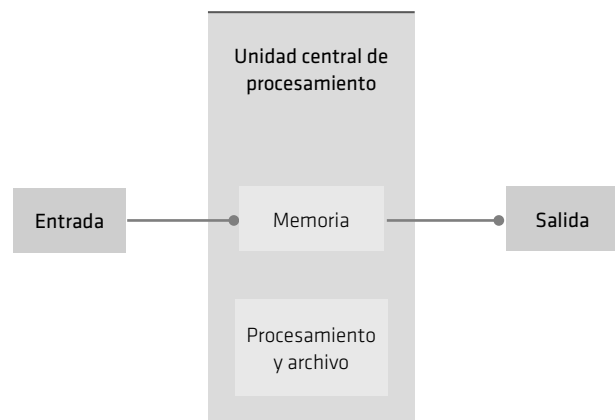 Unidad central de
procesamiento
Entrada
Memoria
Salida
Procesamiento
y archivo